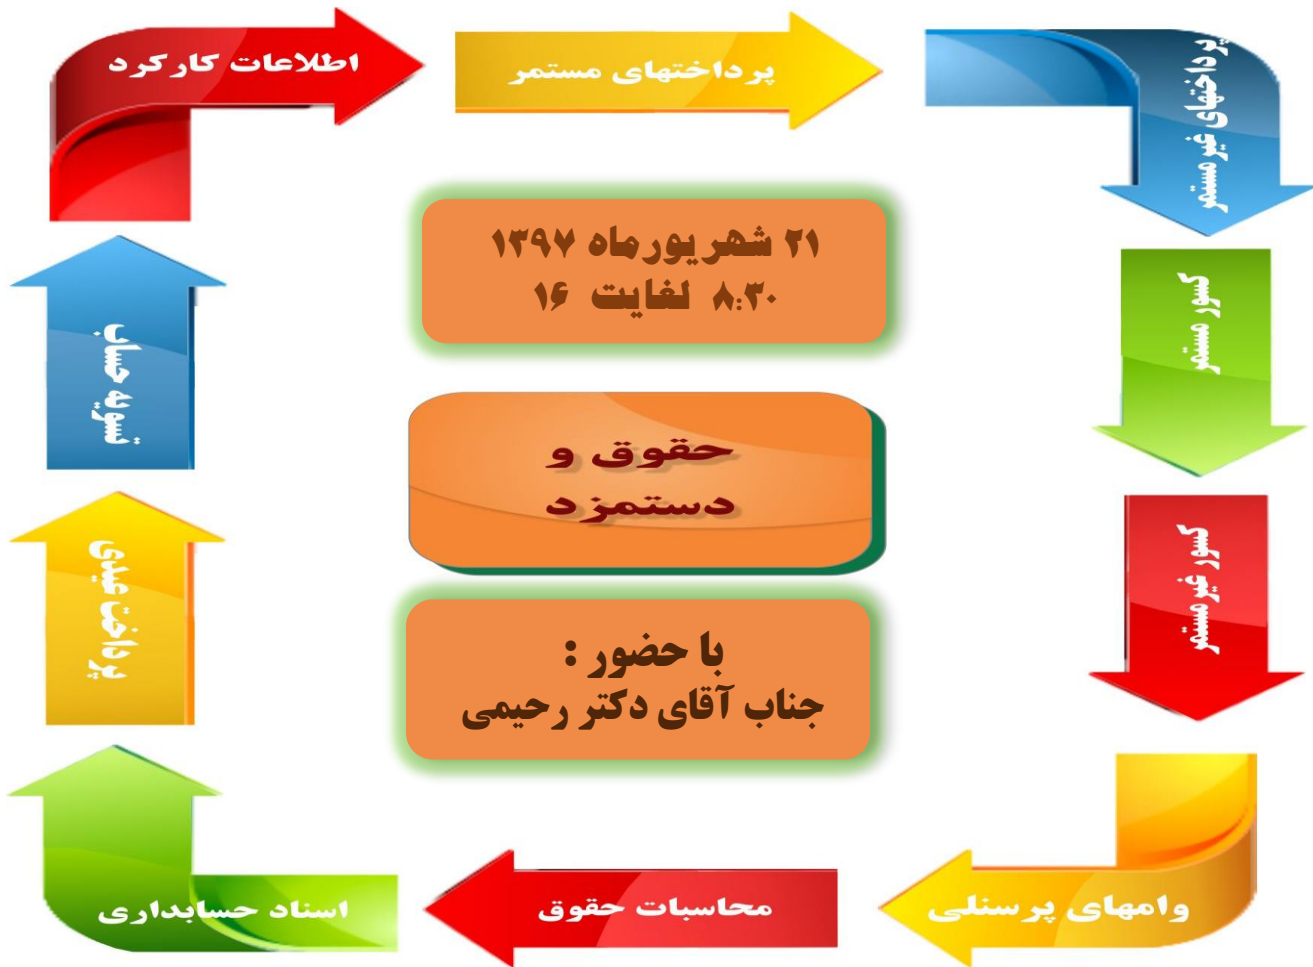 اطلاعات کارکرد
پرداختهای مستمر
پرداختهای غیر مستمر
کسور مستمر
کسور غیر مستمر
وامهای پرسنلی
محاسبات حقوق
اسناد حسابداری
پرداخت عیدی
تسویه حساب
۲۱ شهریورماه ۱۳۹۷
۸:۳۰ لغایت ۱۶
حقوق و
دستمزد
با حضور :
جناب آقای دکتر رحیمی